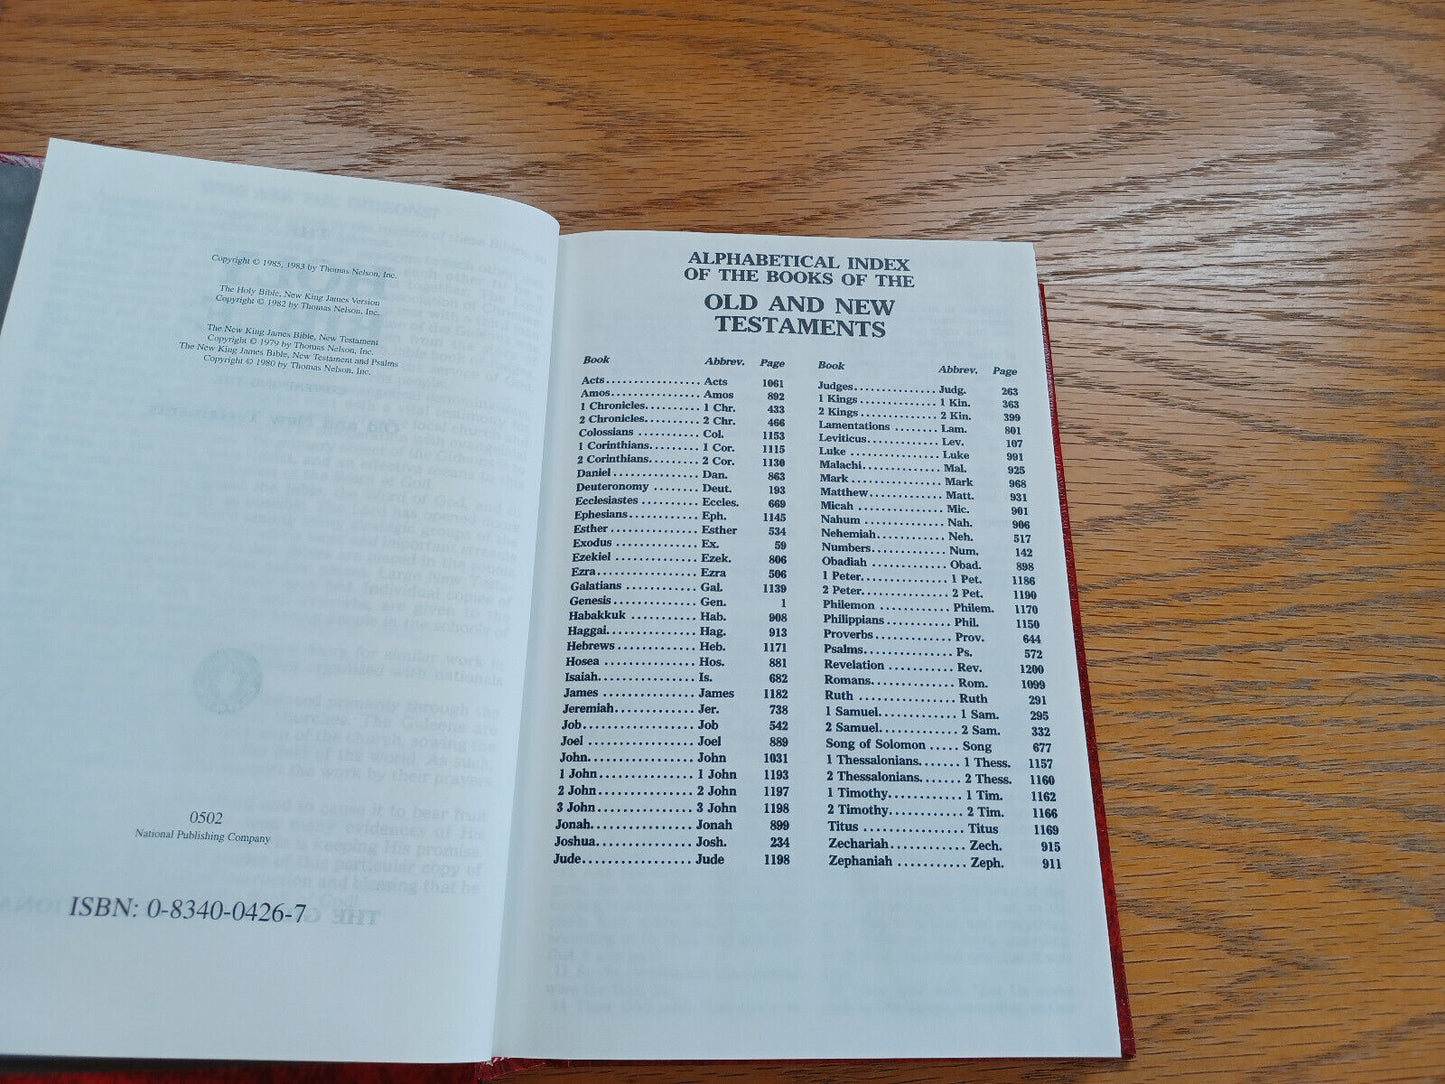 Copyright © 1985, 1983 by Thomas Nelson, Inc.
The Holy Bible, New King James Version
Copyright © 1982 by Thomas Nelson, Inc.
The New King James Bible, New Testament
Copyright © 1979 by Thomas Nelson, Inc.
The New King James Bible, New Testament and Psalms
Copyright © 1980 by Thomas Nelson, Inc.
0502
National Publishing Company
ISBN: 0-8340-0426-7
ALPHABETICAL INDEX
OF THE BOOKS OF THE
OLD AND NEW
TESTAMENTS
Book Abbrev. Page
Acts................. Acts 1061
Amos................ Amos 892
1 Chronicles.......... 1 Chr. 433
2 Chronicles.......... 2 Chr. 466
Colossians ........... Col. 1153
1 Corinthians......... 1 Cor. 1115
2 Corinthians......... 2 Cor. 1130
Daniel ............... Dan. 863
Deuteronomy ........ Deut. 193
Ecclesiastes .......... Eccles. 669
Ephesians............ Eph. 1145
Esther ............... Esther 534
Exodus .............. Ex. 59
Ezekiel .............. Ezek. 806
Ezra................. Ezra 506
Galatians ............ Gal. 1139
Genesis .............. Gen. 1
Habakkuk ........... Hab. 908
Haggai............... Hag. 913
Hebrews ............. Heb. 1171
Hosea ............... Hos. 881
Isaiah................ Is. 682
James ............... James 1182
Jeremiah............. Jer. 738
Job.................. Job 542
Joel ................. Joel 889
John................. John 1031
1 John............... 1 John 1193
2 John............... 2 John 1197
3 John............... 3 John 1198
Jonah................ Jonah 899
Joshua............... Josh. 234
Jude................. Jude 1198
Book Abbrev. Page
Judges............... Judg. 263
1 Kings .............. 1 Kin. 363
2 Kings .............. 2 Kin. 399
Lamentations ........ Lam. 801
Leviticus............. Lev. 107
Luke ................ Luke 991
Malachi.............. Mal. 925
Mark ................ Mark 968
Matthew............. Matt. 931
Micah ............... Mic. 901
Nahum .............. Nah. 906
Nehemiah............ Neh. 517
Numbers............. Num. 142
Obadiah ............. Obad. 898
1 Peter............... 1 Pet. 1186
2 Peter............... 2 Pet. 1190
Philemon ............ Philem. 1170
Philippians........... Phil. 1150
Proverbs............. Prov. 644
Psalms............... Ps. 572
Revelation ........... Rev. 1200
Romans.............. Rom. 1099
Ruth ................ Ruth 291
1 Samuel............. 1 Sam. 295
2 Samuel............. 2 Sam. 332
Song of Solomon ..... Song 677
1 Thessalonians....... 1 Thess. 1157
2 Thessalonians....... 2 Thess. 1160
1 Timothy............ 1 Tim. 1162
2 Timothy............ 2 Tim. 1166
Titus ................ Titus 1169
Zechariah............ Zech. 915
Zephaniah ........... Zeph. 911